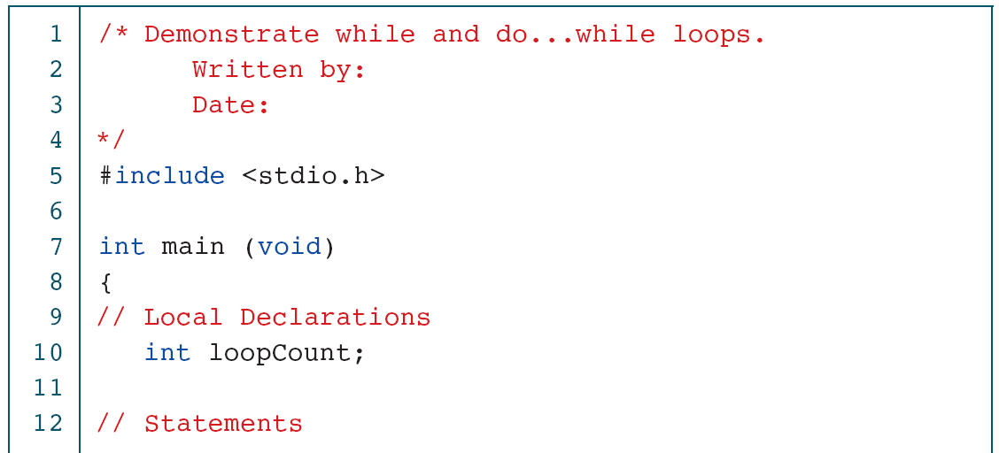 1 /* Demonstrate while and do...while loops.
2 Written by:
3 Date:
4 */
5 #include <stdio.h>
6
7 int main (void)
8 {
9 // Local Declarations
10 int loopCount;
11
12 // Statements